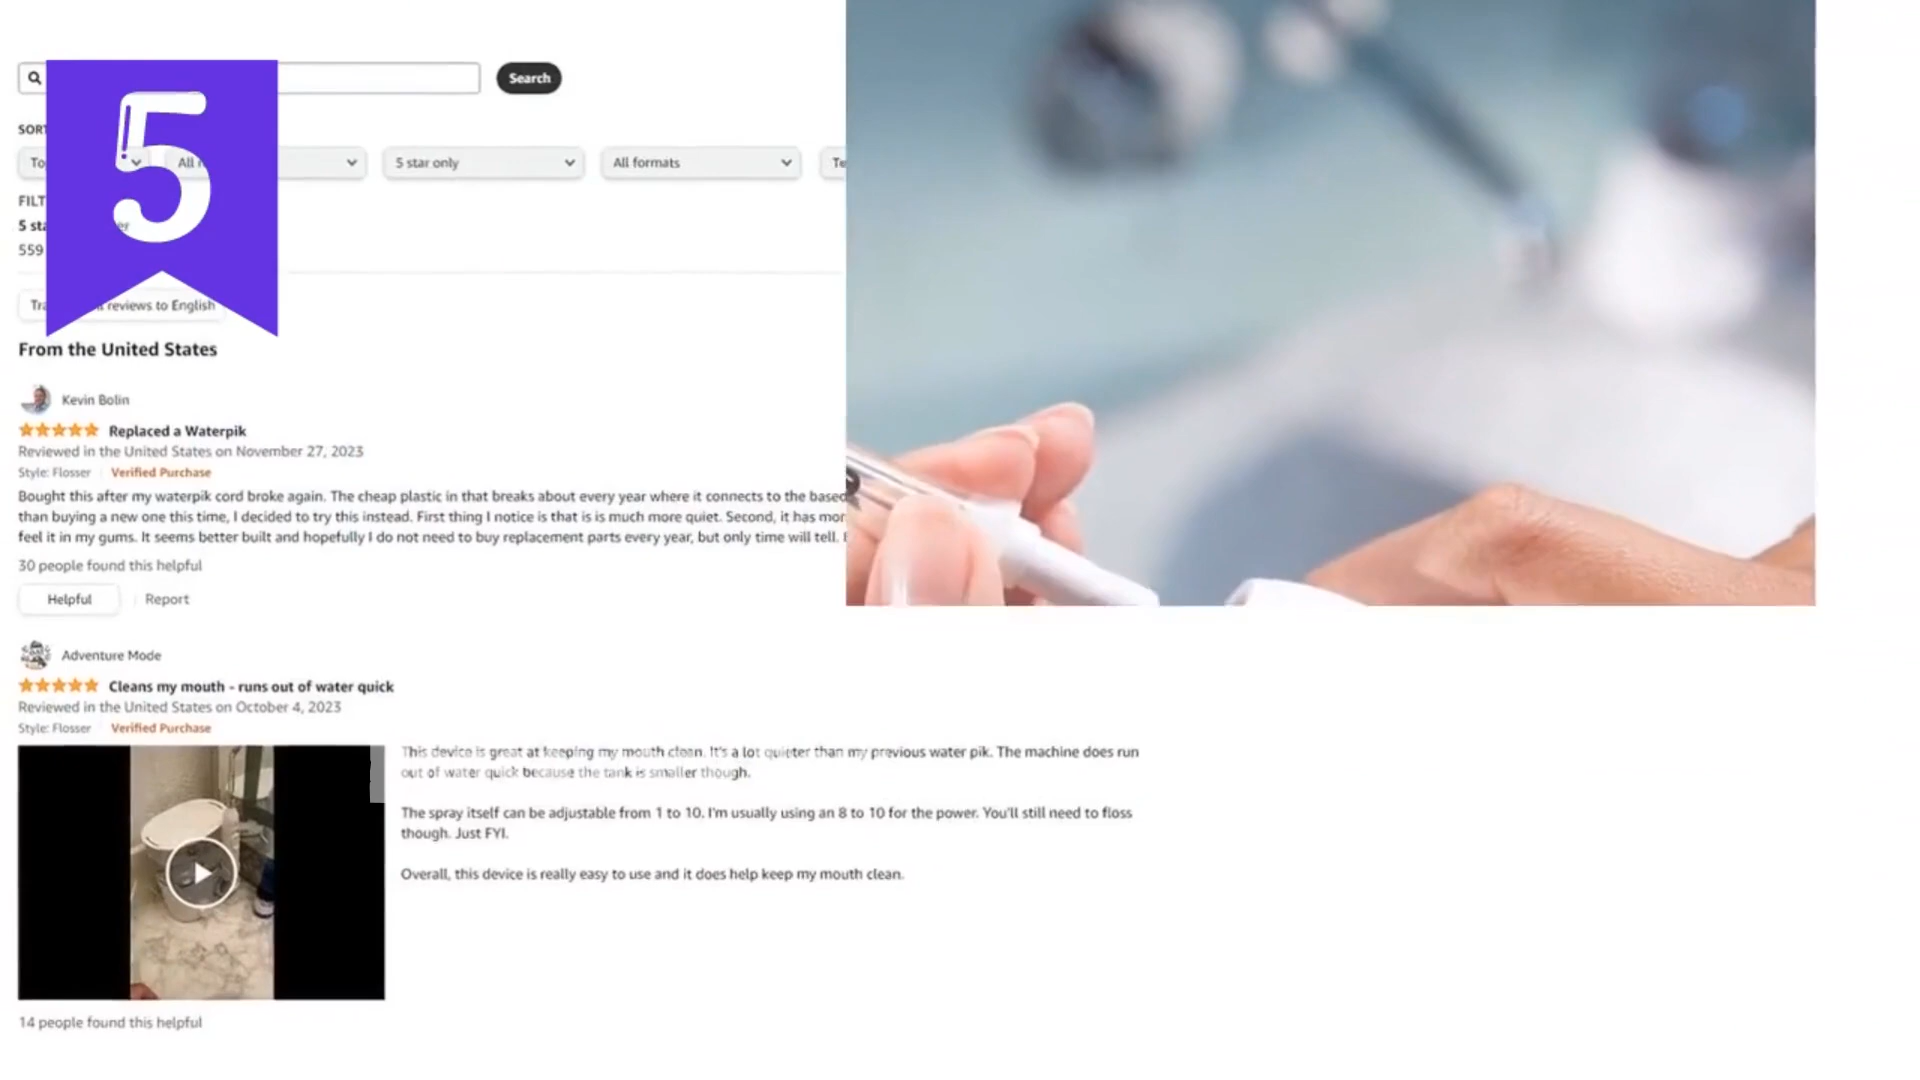 5
Search
SORT
To
All
5 star only
All formats
Te
FILT
5 sta
559
Tra reviews to English
From the United States
Kevin Bolin
Replaced a Waterpik
Reviewed in the United States on November 27, 2023
Style: Flosser Verified Purchase
Bought this after my waterpik cord broke again. The cheap plastic in that breaks about every year where it connects to the based
than buying a new one this time, I decided to try this instead. First thing I notice is that is is much more quiet. Second, it has mor
feel it in my gums. It seems better built and hopefully I do not need to buy replacement parts every year, but only time will tell.
30 people found this helpful
Helpful Report
Adventure Mode
Cleans my mouth - runs out of water quick
Reviewed in the United States on October 4, 2023
Style: Flosser Verified Purchase
This device is great at keeping my mouth clean. It's a lot quieter than my previous water pik. The machine does run
out of water quick because the tank is smaller though.
The spray itself can be adjustable from 1 to 10. I'm usually using an 8 to 10 for the power. You'll still need to floss
though. Just FYI.
Overall, this device is really easy to use and it does help keep my mouth clean.
14 people found this helpful